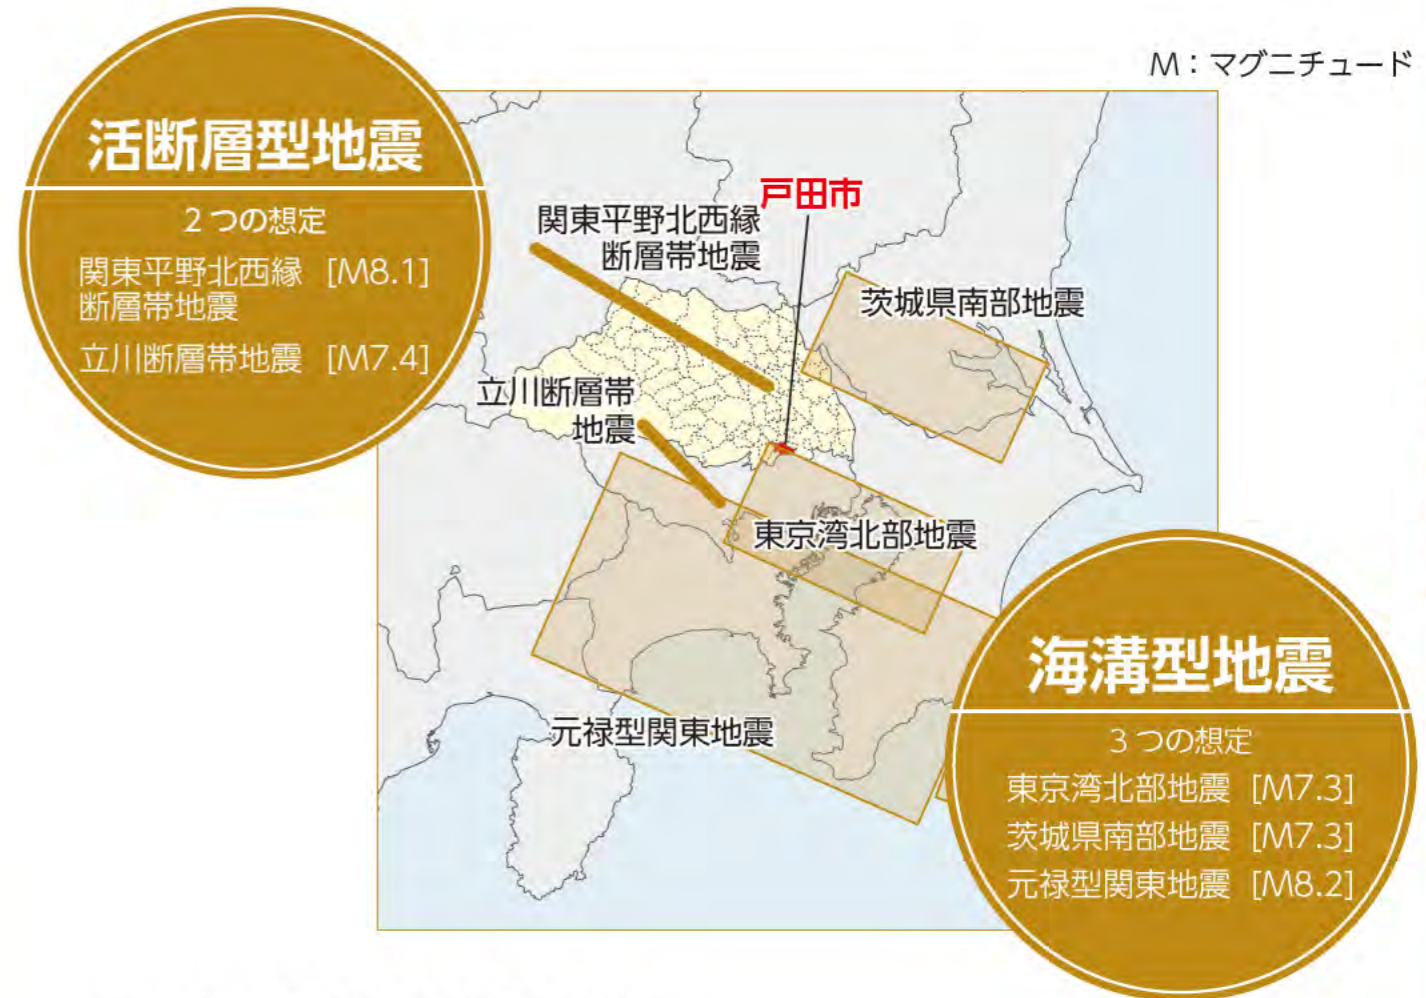 M：マグニチュード
活断層型地震
2つの想定
関東平野北西縁 [M8.1]
断層帯地震
立川断層帯地震 [M7.4]
戸田市
関東平野北西縁
断層帯地震
茨城県南部地震
立川断層帯
地震
東京湾北部地震
元禄型関東地震
海溝型地震
3つの想定
東京湾北部地震 [M7.3]
茨城県南部地震 [M7.3]
元禄型関東地震 [M8.2]